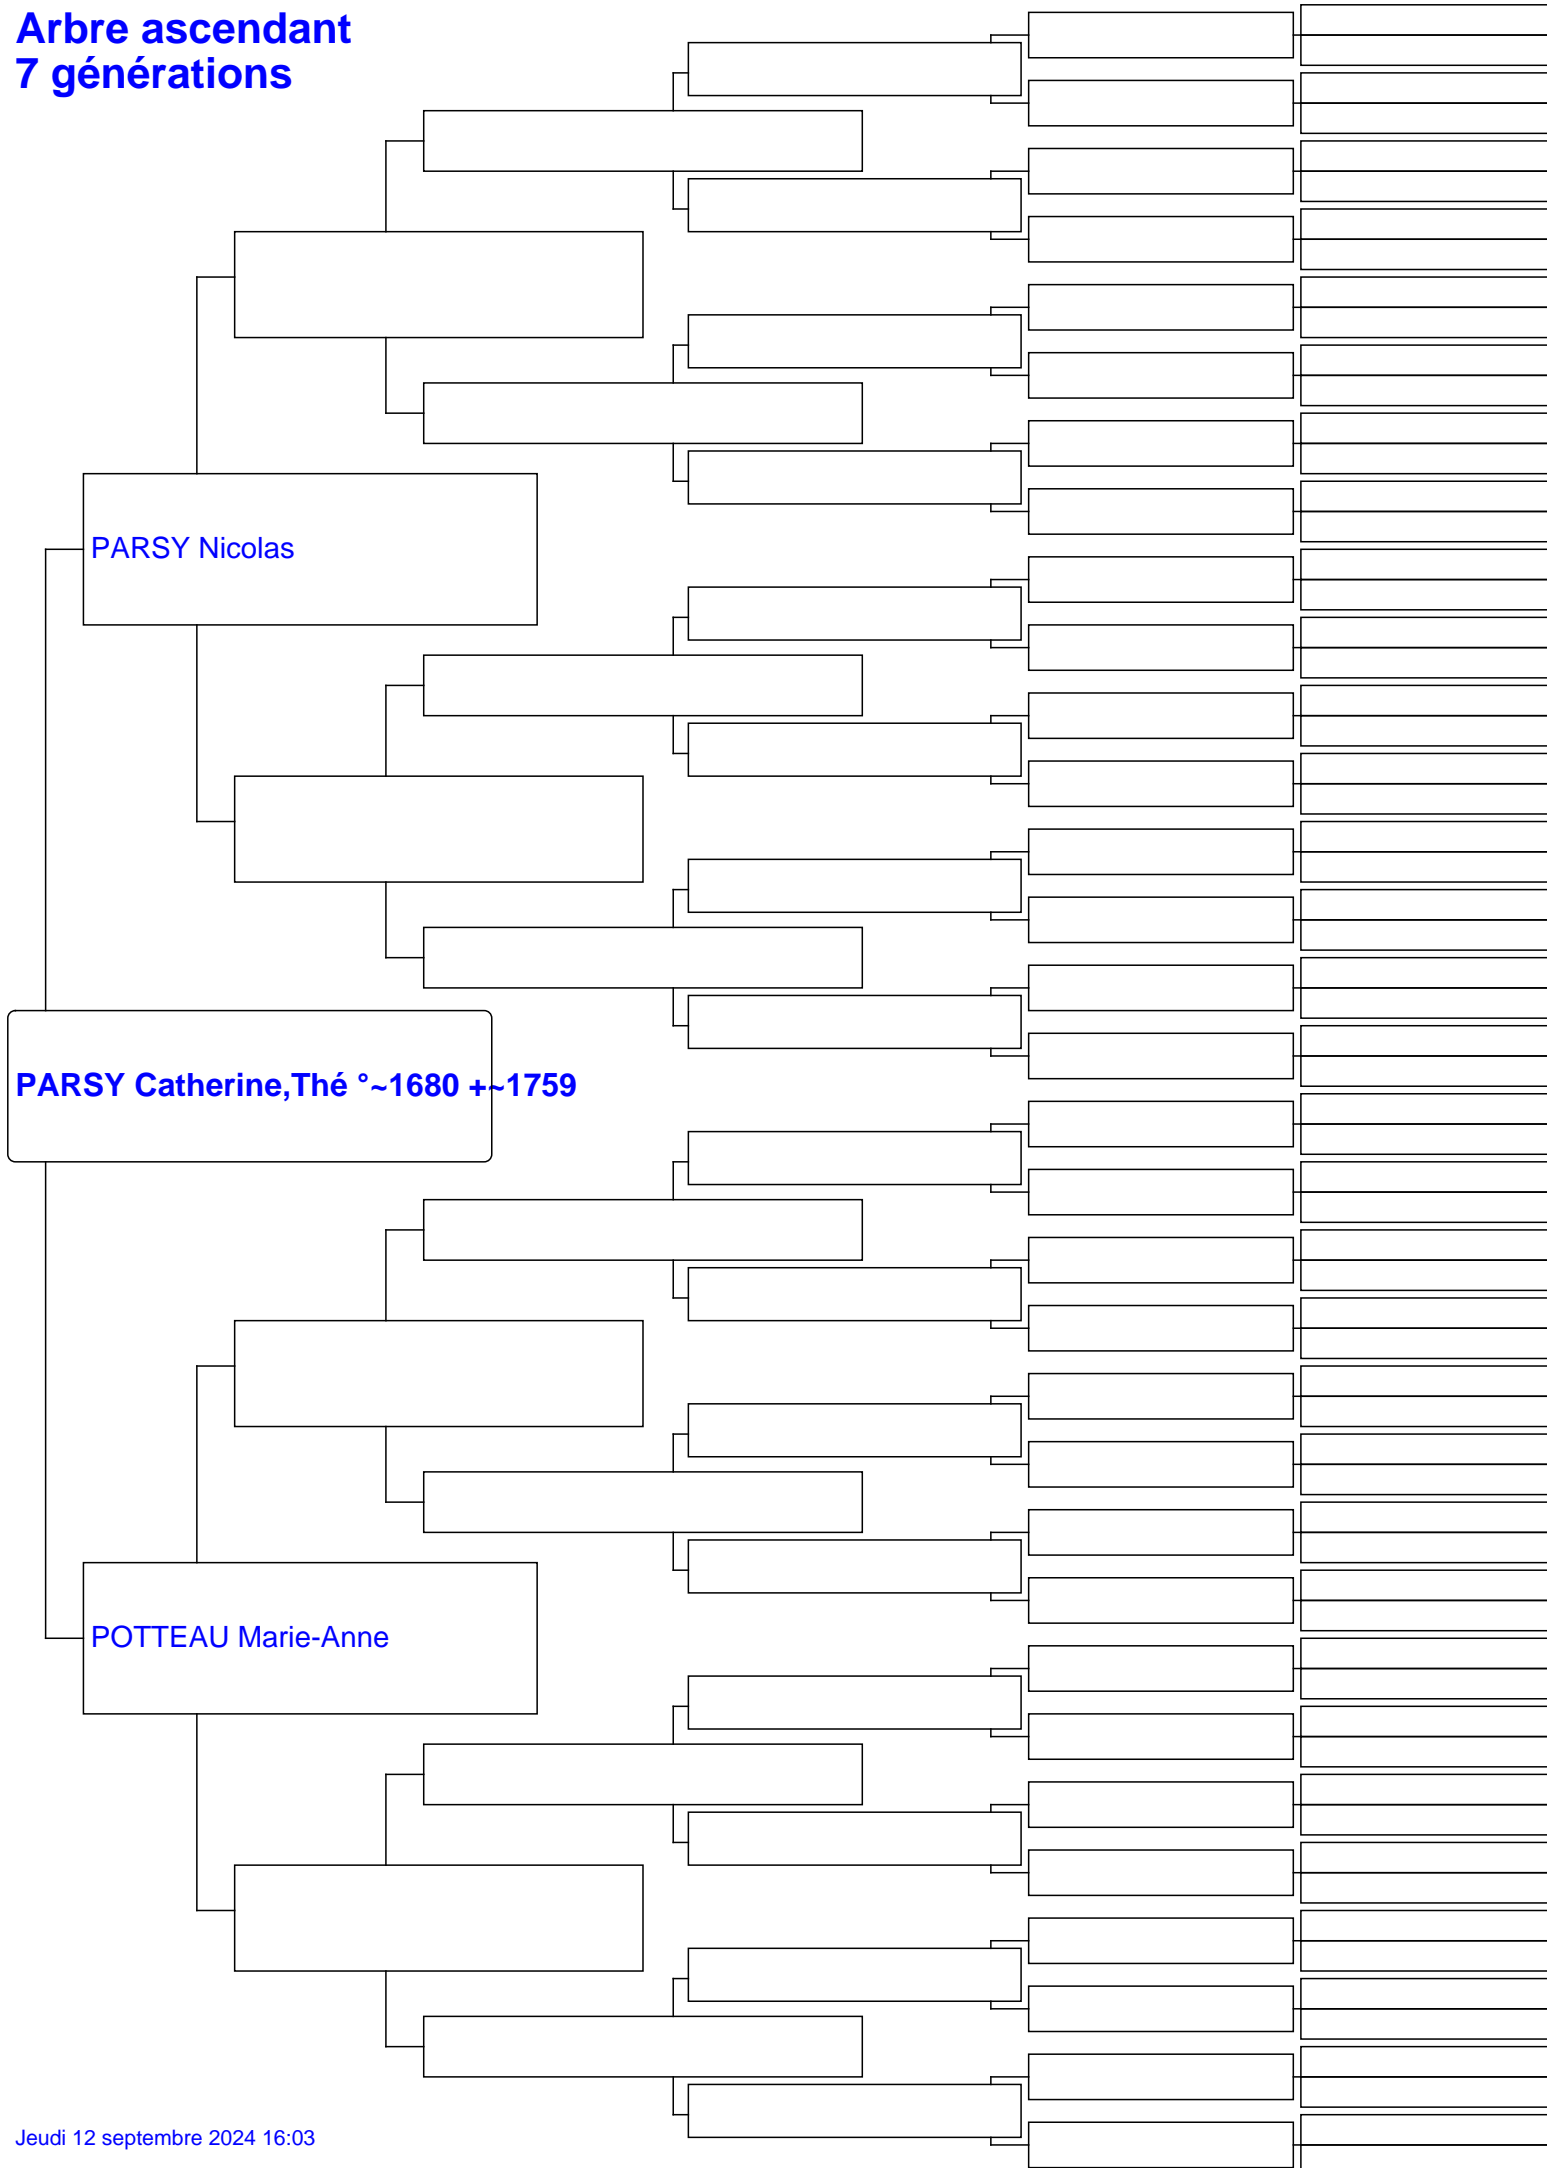 Arbre ascendant
7 générations
PARSY Nicolas
PARSY Catherine,Thé °~1680 +~1759
POTTEAU Marie-Anne
Jeudi 12 septembre 2024 16:03